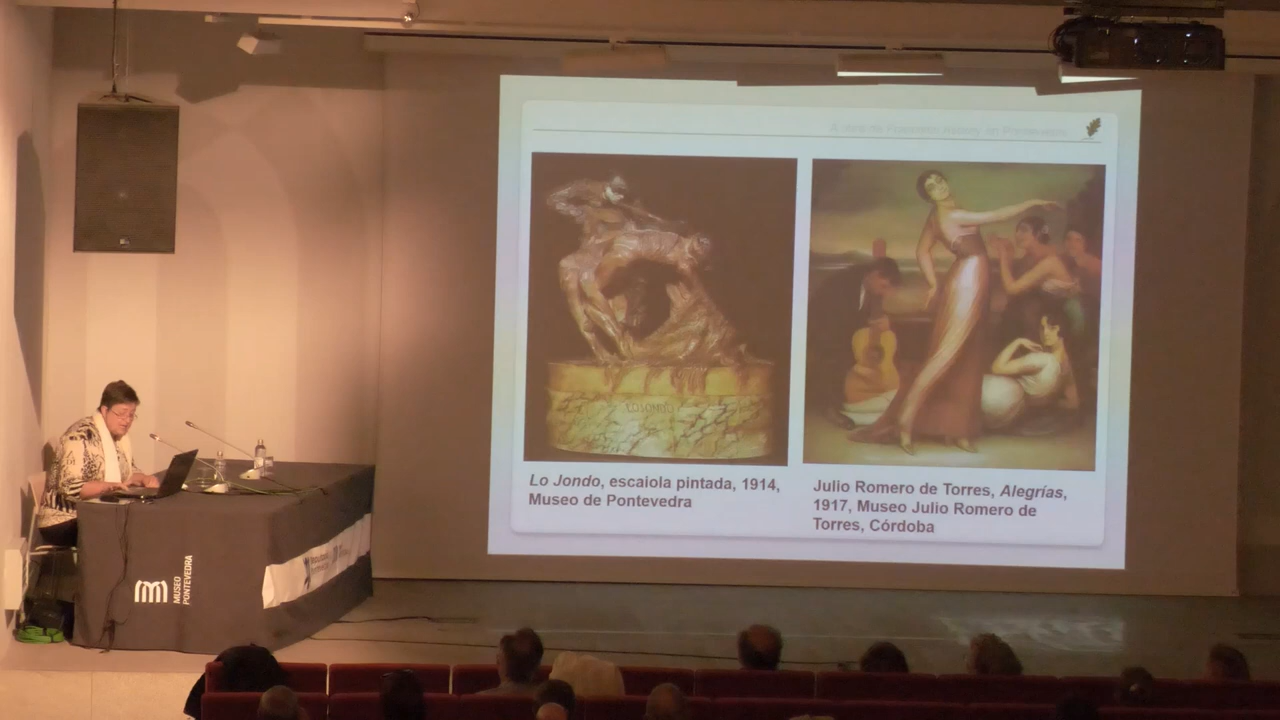 Lo Jondo, escaiola pintada, 1914,
Museo de Pontevedra
Julio Romero de Torres, Alegrías,
1917, Museo Julio Romero de
Torres, Córdoba
MUSEO
PONTEVEDRA